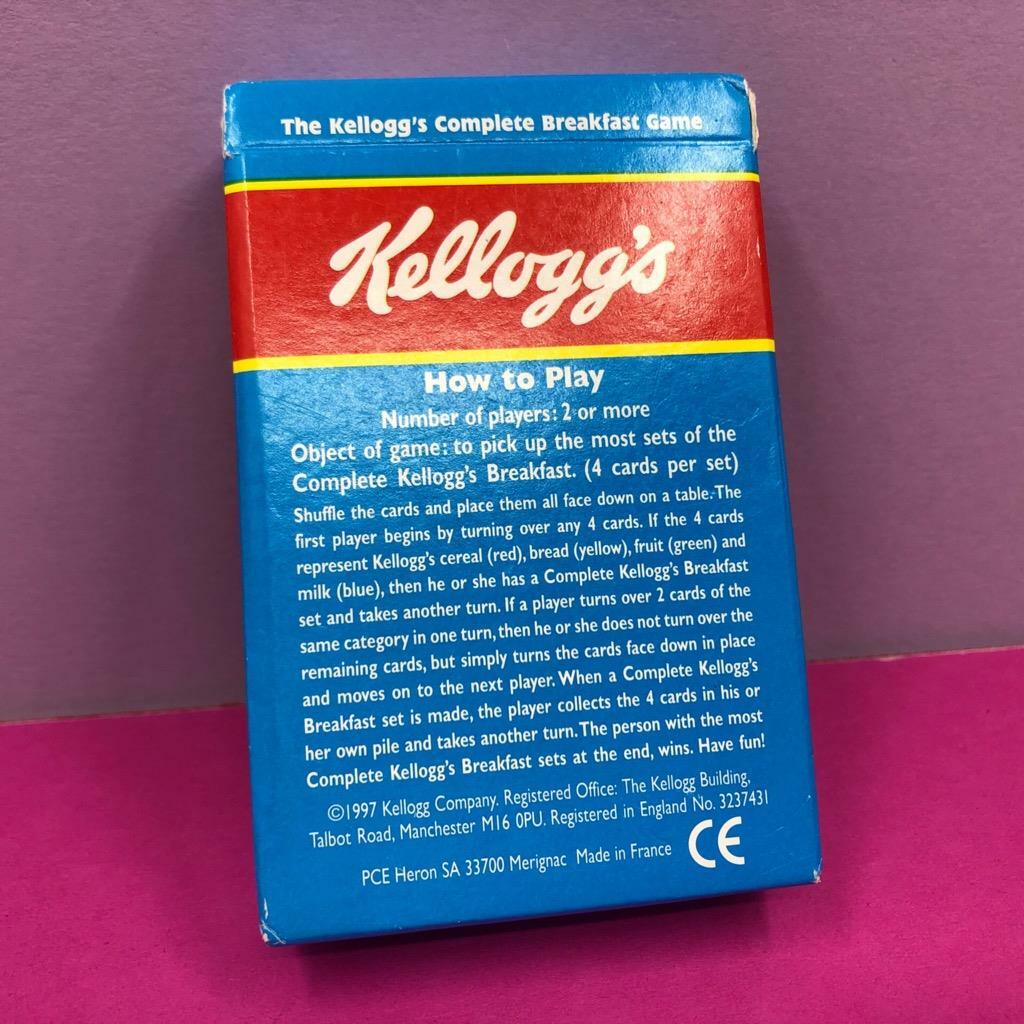 The Kellogg's Complete Breakfast Game
Kellogg's
How to Play
Number of players: 2 or more
Object of game: to pick up the most sets of the
Complete Kellogg's Breakfast. (4 cards per set)
Shuffle the cards and place them all face down on a table. The
first player begins by turning over any 4 cards. If the 4 cards
represent Kellogg's cereal (red), bread (yellow), fruit (green) and
milk (blue), then he or she has a Complete Kellogg's Breakfast
set and takes another turn. If a player turns over 2 cards of the
same category in one turn, then he or she does not turn over the
remaining cards, but simply turns the cards face down in place
and moves on to the next player. When a Complete Kellogg's
Breakfast set is made, the player collects the 4 cards in his or
her own pile and takes another turn. The person with the most
Complete Kellogg's Breakfast sets at the end, wins. Have fun!
©1997 Kellogg Company. Registered Office: The Kellogg Building,
Talbot Road, Manchester M16 0PU. Registered in England No. 3237431
PCE Heron SA 33700 Merignac Made in France CE